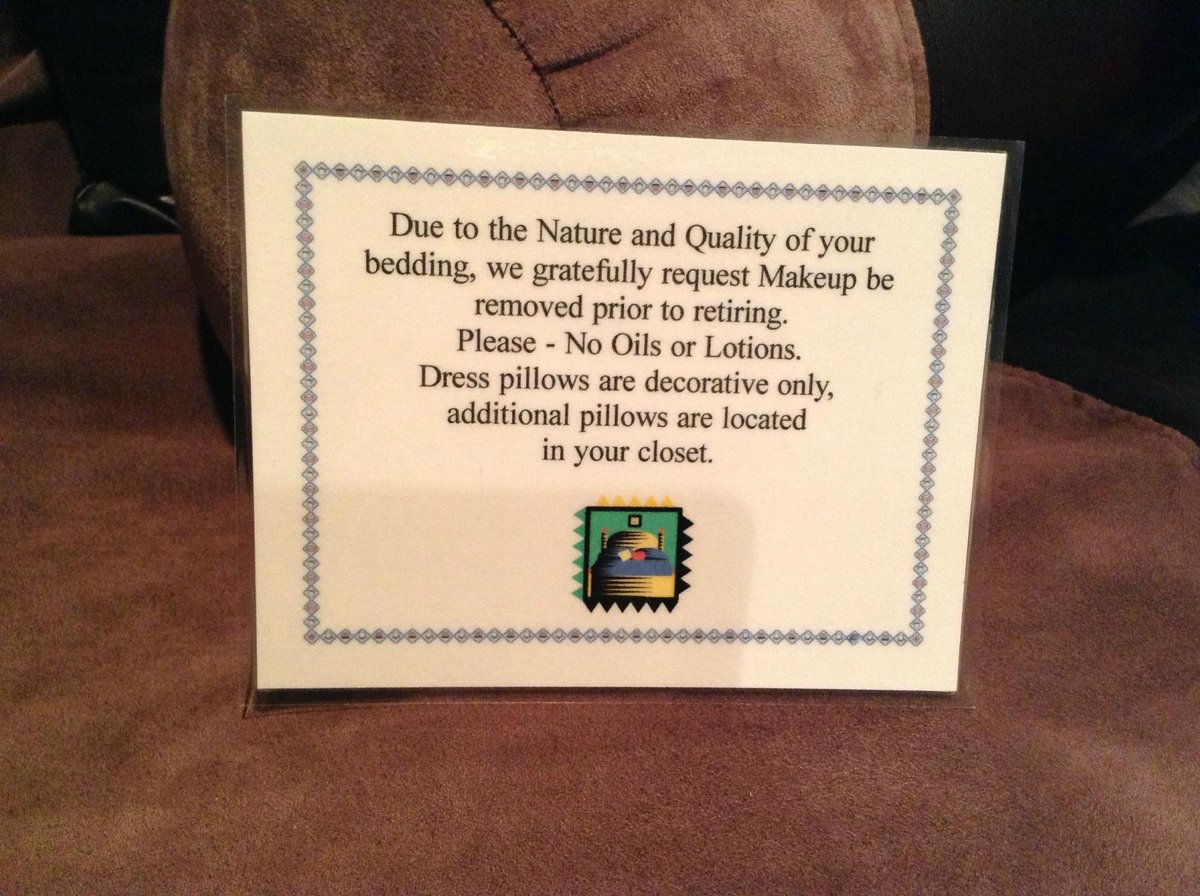 Due to the Nature and Quality of your
bedding, we gratefully request Makeup be
removed prior to retiring.
Please - No Oils or Lotions.
Dress pillows are decorative only,
additional pillows are located
in your closet.